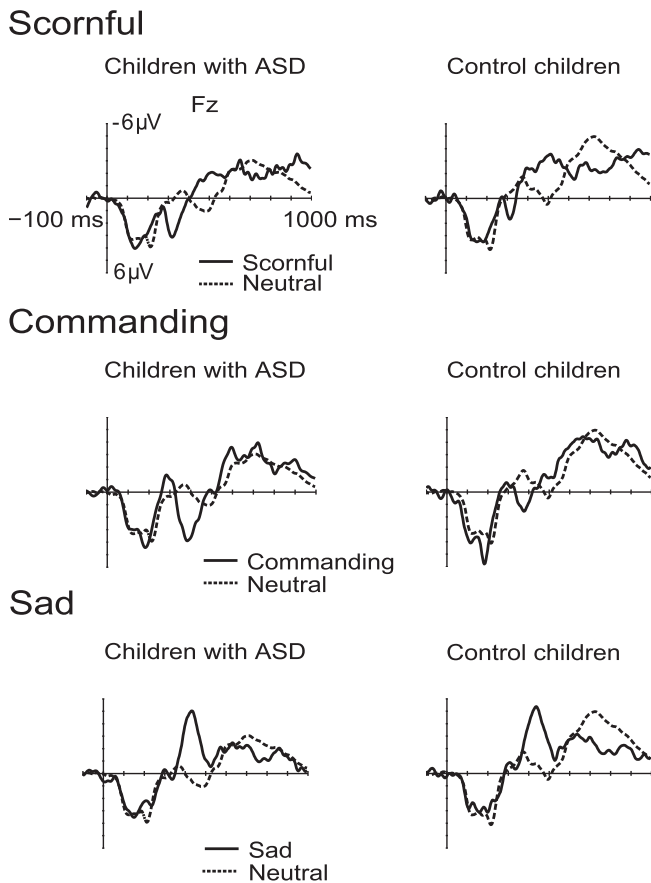 Scornful
Children with ASD Control children
Fz
-6µV
−100 ms 1000 ms
6µV
Scornful
Neutral
Commanding
Children with ASD Control children
Commanding
Neutral
Sad
Children with ASD Control children
Sad
Neutral